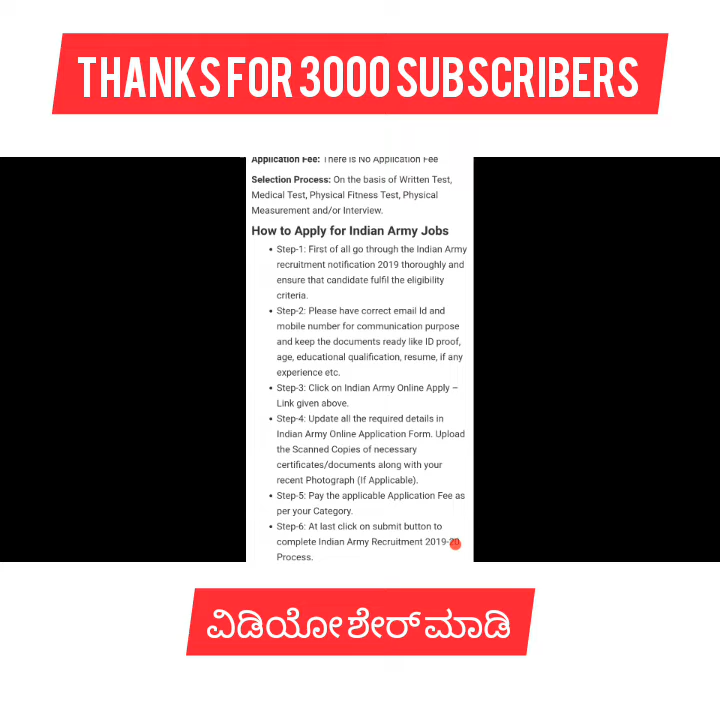 THANKS FOR 3000 SUBSCRIBERS
Application Fee: There is No Application Fee
Selection Process: On the basis of Written Test,
Medical Test, Physical Fitness Test, Physical
Measurement and/or Interview.
How to Apply for Indian Army Jobs
• Step-1: First of all go through the Indian Army
recruitment notification 2019 thoroughly and
ensure that candidate fulfil the eligibility
criteria.
• Step-2: Please have correct email Id and
mobile number for communication purpose
and keep the documents ready like ID proof,
age, educational qualification, resume, if any
experience etc.
• Step-3: Click on Indian Army Online Apply –
Link given above.
• Step-4: Update all the required details in
Indian Army Online Application Form. Upload
the Scanned Copies of necessary
certificates/documents along with your
recent Photograph (If Applicable).
• Step-5: Pay the applicable Application Fee as
per your Category.
• Step-6: At last click on submit button to
complete Indian Army Recruitment 2019-20
Process.
ವಿಡಿಯೋ ಶೇರ್ ಮಾಡಿ